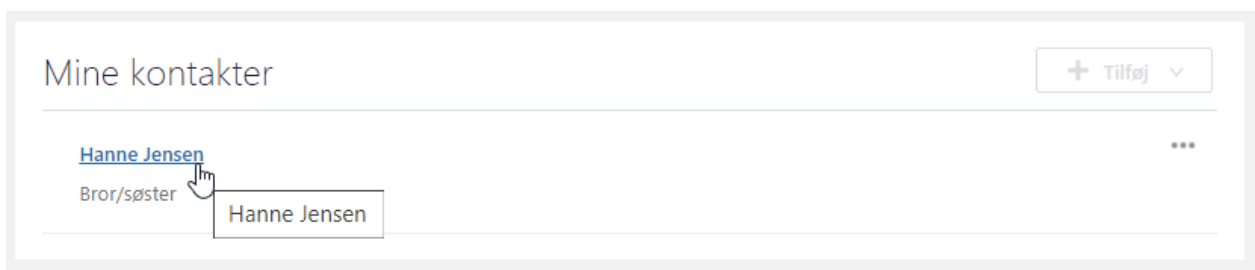 Mine kontakter
Tilføj
Hanne Jensen
Bror/søster
Hanne Jensen